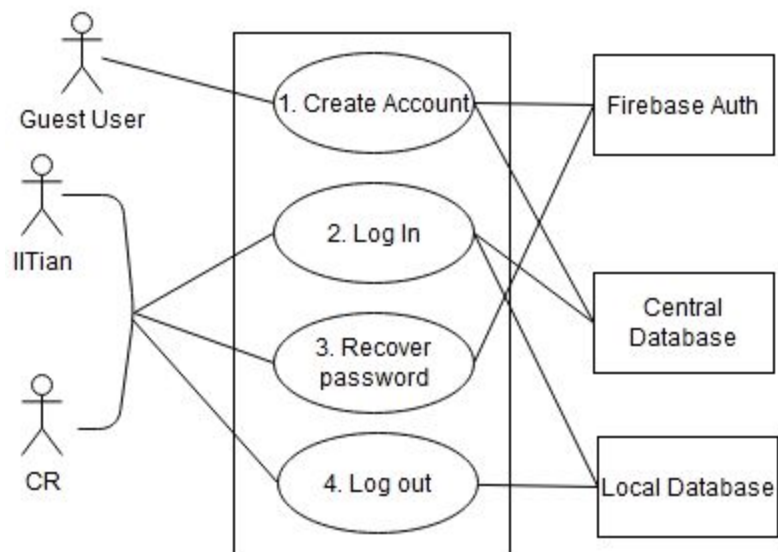 Guest User
1. Create Account
Firebase Auth
IITian
2. Log In
Central
Database
3. Recover
password
CR
4. Log out
Local Database